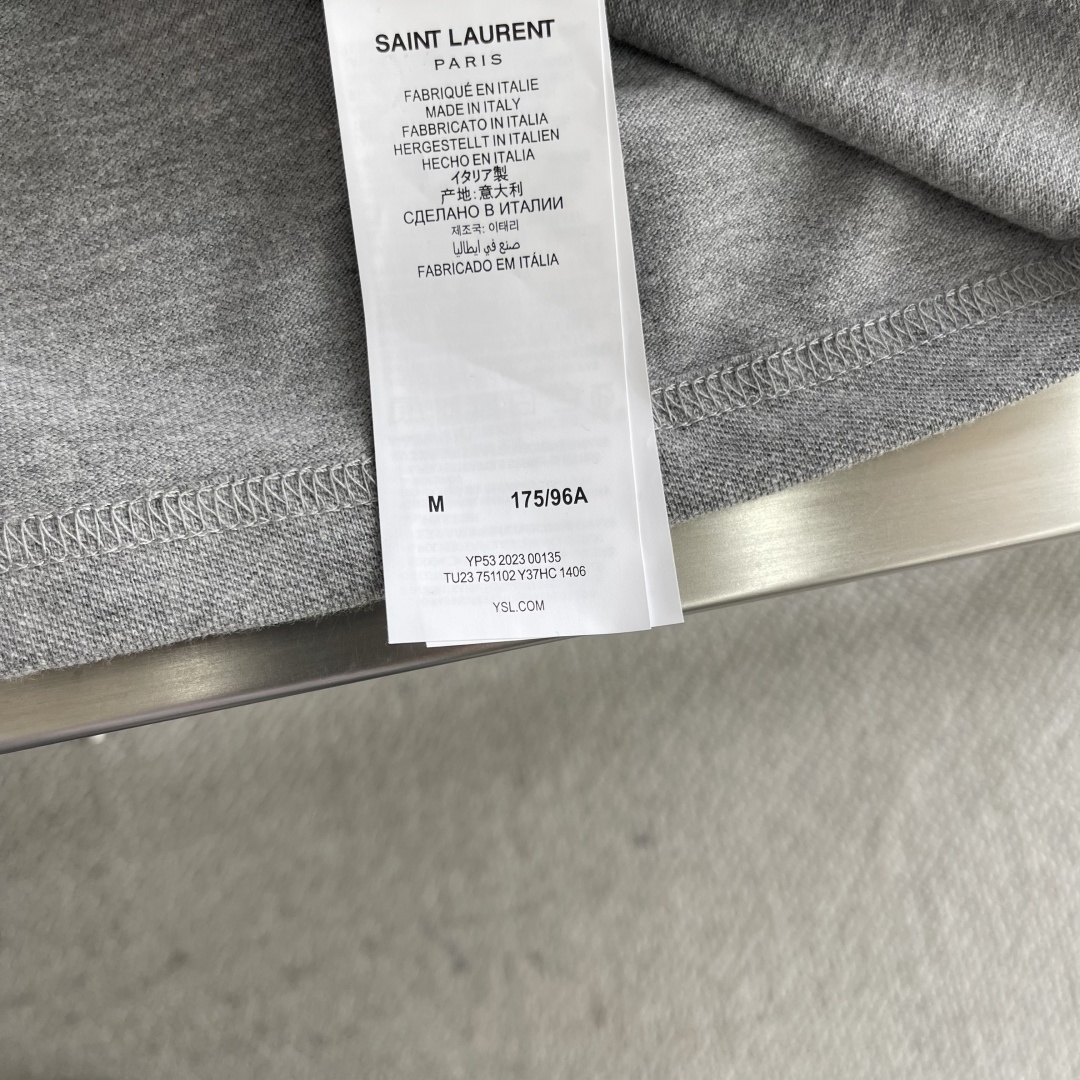 SAINT LAURENT
PARIS
FABRIQUÉ EN ITALIE
MADE IN ITALY
FABBRICATO IN ITALIA
HERGESTELLT IN ITALIEN
HECHO EN ITALIA
イタリア製
产地:意大利
СДЕЛАНО В ИТАЛИИ
제조국: 이태리
صنع في ايطاليا
FABRICADO EM ITÁLIA
M 175/96A
YP53 2023 00135
TU23 751102 Y37HC 1406
YSL.COM